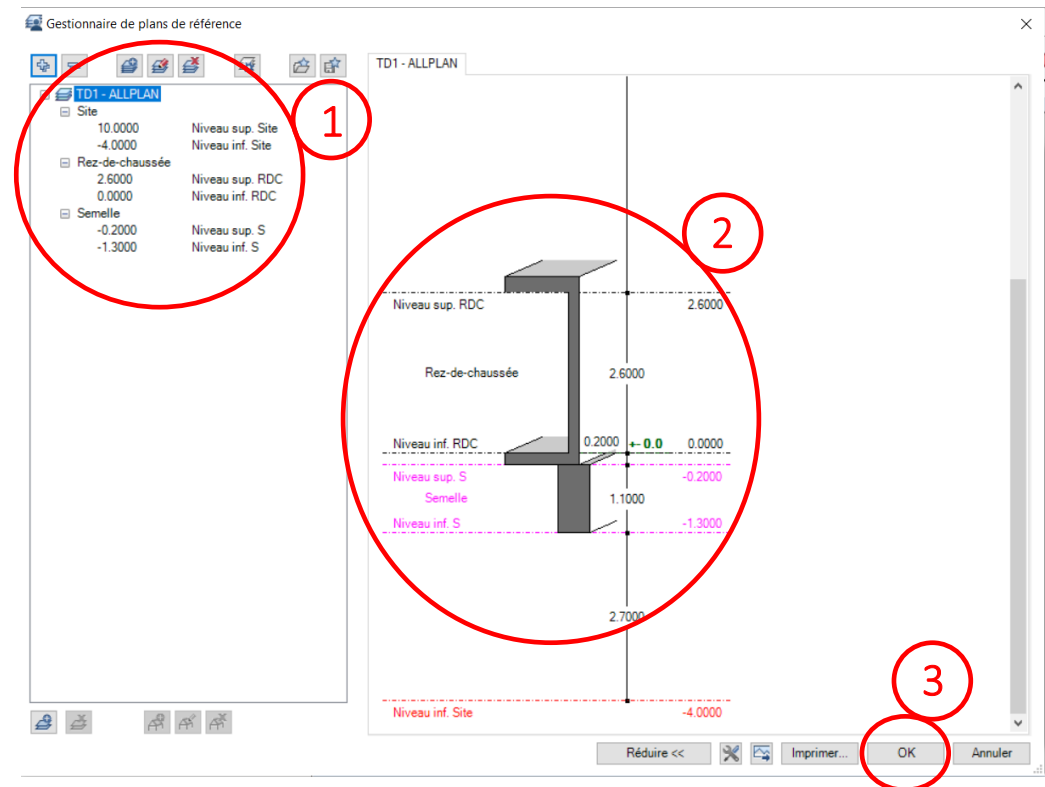 Gestionnaire de plans de référence
TD1 - ALLPLAN
Site
10.0000 Niveau sup. Site
-4.0000 Niveau inf. Site
Rez-de-chaussée
2.6000 Niveau sup. RDC
0.0000 Niveau inf. RDC
Semelle
-0.2000 Niveau sup. S
-1.3000 Niveau inf. S
1
TD1 - ALLPLAN
2
Niveau sup. RDC 2.6000
Rez-de-chaussée 2.6000
Niveau inf. RDC 0.2000 +- 0.0 0.0000
Niveau sup. S -0.2000
Semelle 1.1000
Niveau inf. S -1.3000
2.7000
Niveau inf. Site -4.0000
3
Réduire << Imprimer... OK Annuler